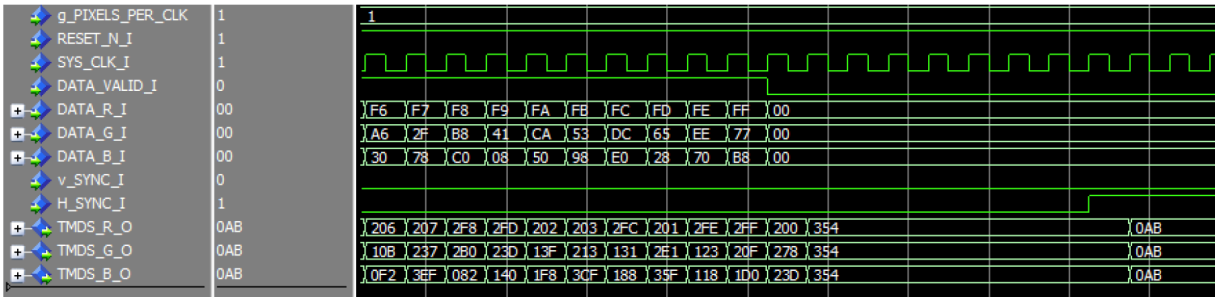 g_PIXELS_PER_CLK 1 1
RESET_N_I 1
SYS_CLK_I 1
DATA_VALID_I 0
DATA_R_I 00 F6 F7 F8 F9 FA FB FC FD FE FF 00
DATA_G_I 00 A6 2F B8 41 CA 53 DC 65 EE 77 00
DATA_B_I 00 30 78 C0 08 50 98 E0 28 70 B8 00
v_SYNC_I 0
H_SYNC_I 1
TMDS_R_O 0AB 206 207 2F8 2FD 202 203 2FC 201 2FE 2FF 200 354 0AB
TMDS_G_O 0AB 10B 237 2B0 23D 13F 213 131 2E1 123 20F 278 354 0AB
TMDS_B_O 0AB 0F2 3EF 082 140 1F8 3CF 188 35F 118 1D0 23D 354 0AB